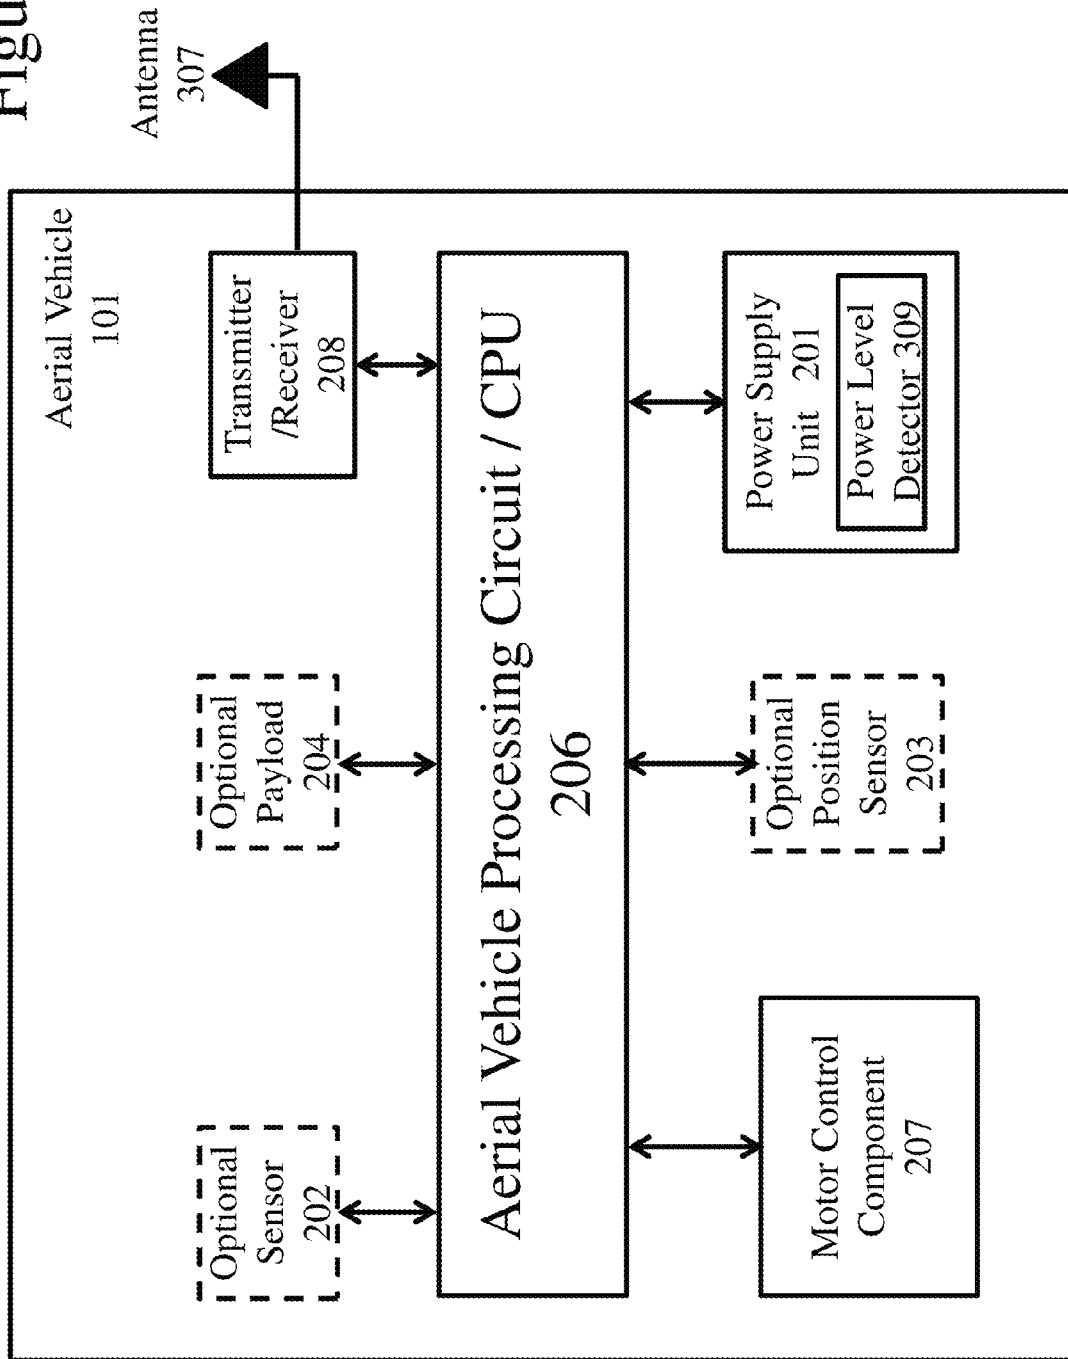 Aerial Vehicle
101
Antenna
307
Optional
Sensor
202
Optional
Payload
204
Transmitter
/Receiver
208
Aerial Vehicle Processing Circuit / CPU
206
Motor Control
Component
207
Optional
Position
Sensor
203
Power Supply
Unit 201
Power Level
Detector 309